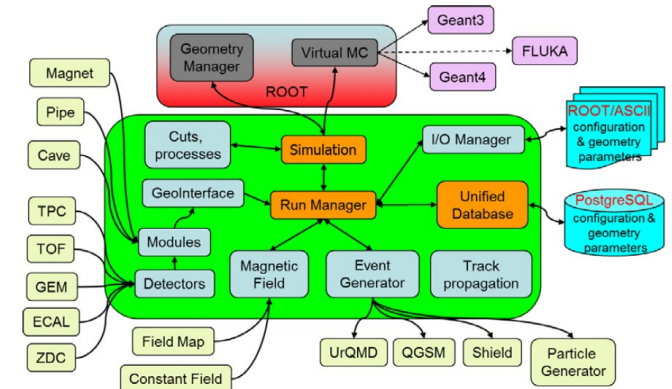 Geant3
Geometry
Manager
Virtual MC
FLUKA
Geant4
ROOT
Magnet
Pipe
Cave
TPC
TOF
GEM
ECAL
ZDC
Cuts,
processes
Simulation
I/O Manager
ROOT/ASCII
configuration
& geometry
parameters
GeoInterface
Run Manager
Unified
Database
PostgreSQL
configuration &
geometry
parameters
Modules
Detectors
Magnetic
Field
Event
Generator
Track
propagation
Field Map
Constant Field
UrQMD
QGSM
Shield
Particle
Generator